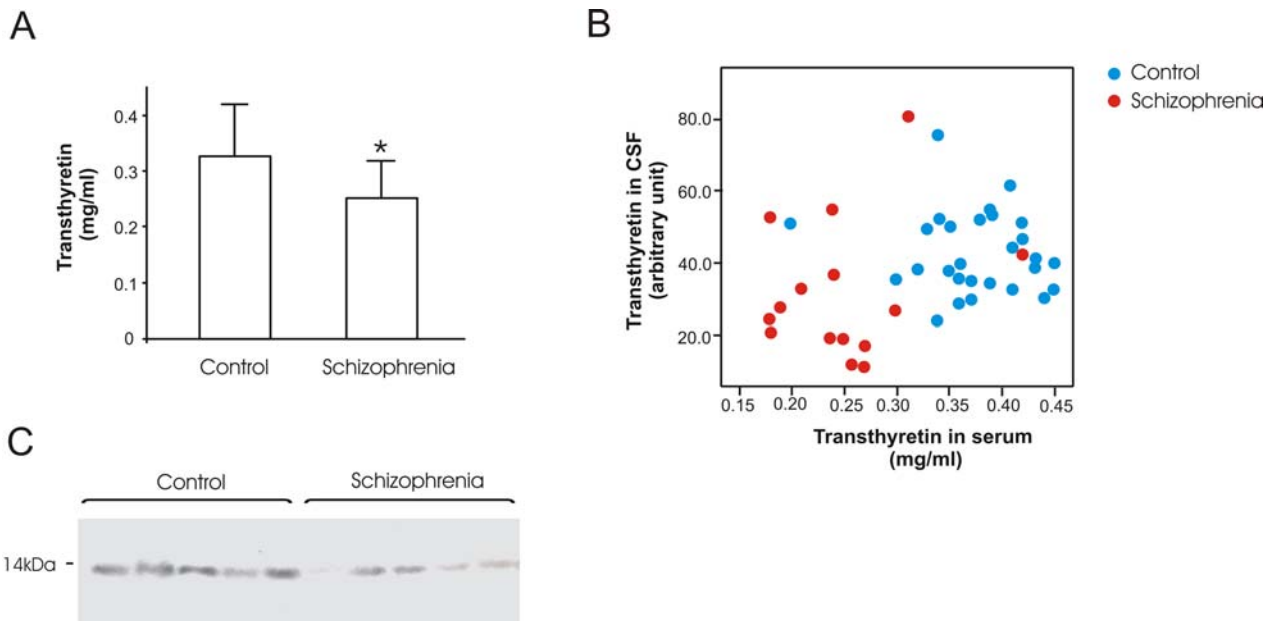 A
Transthyretin
(mg/ml)
0.4
0.3
0.2
0.1
0
*
Control
Schizophrenia
B
Transthyretin in CSF
(arbitrary unit)
80.0
60.0
40.0
20.0
0.15
0.20
0.25
0.30
0.35
0.40
0.45
Transthyretin in serum
(mg/ml)
Control
Schizophrenia
C
Control
Schizophrenia
14kDa -